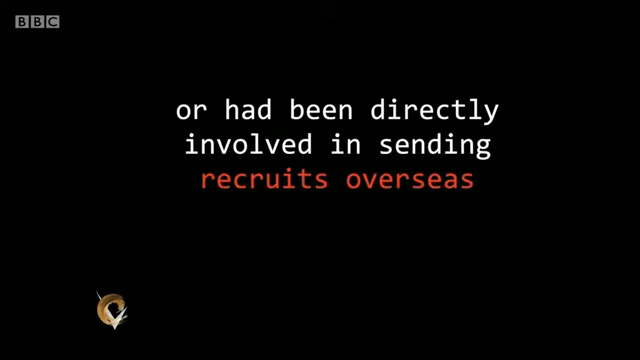 BBC
or had been directly
involved in sending
recruits overseas